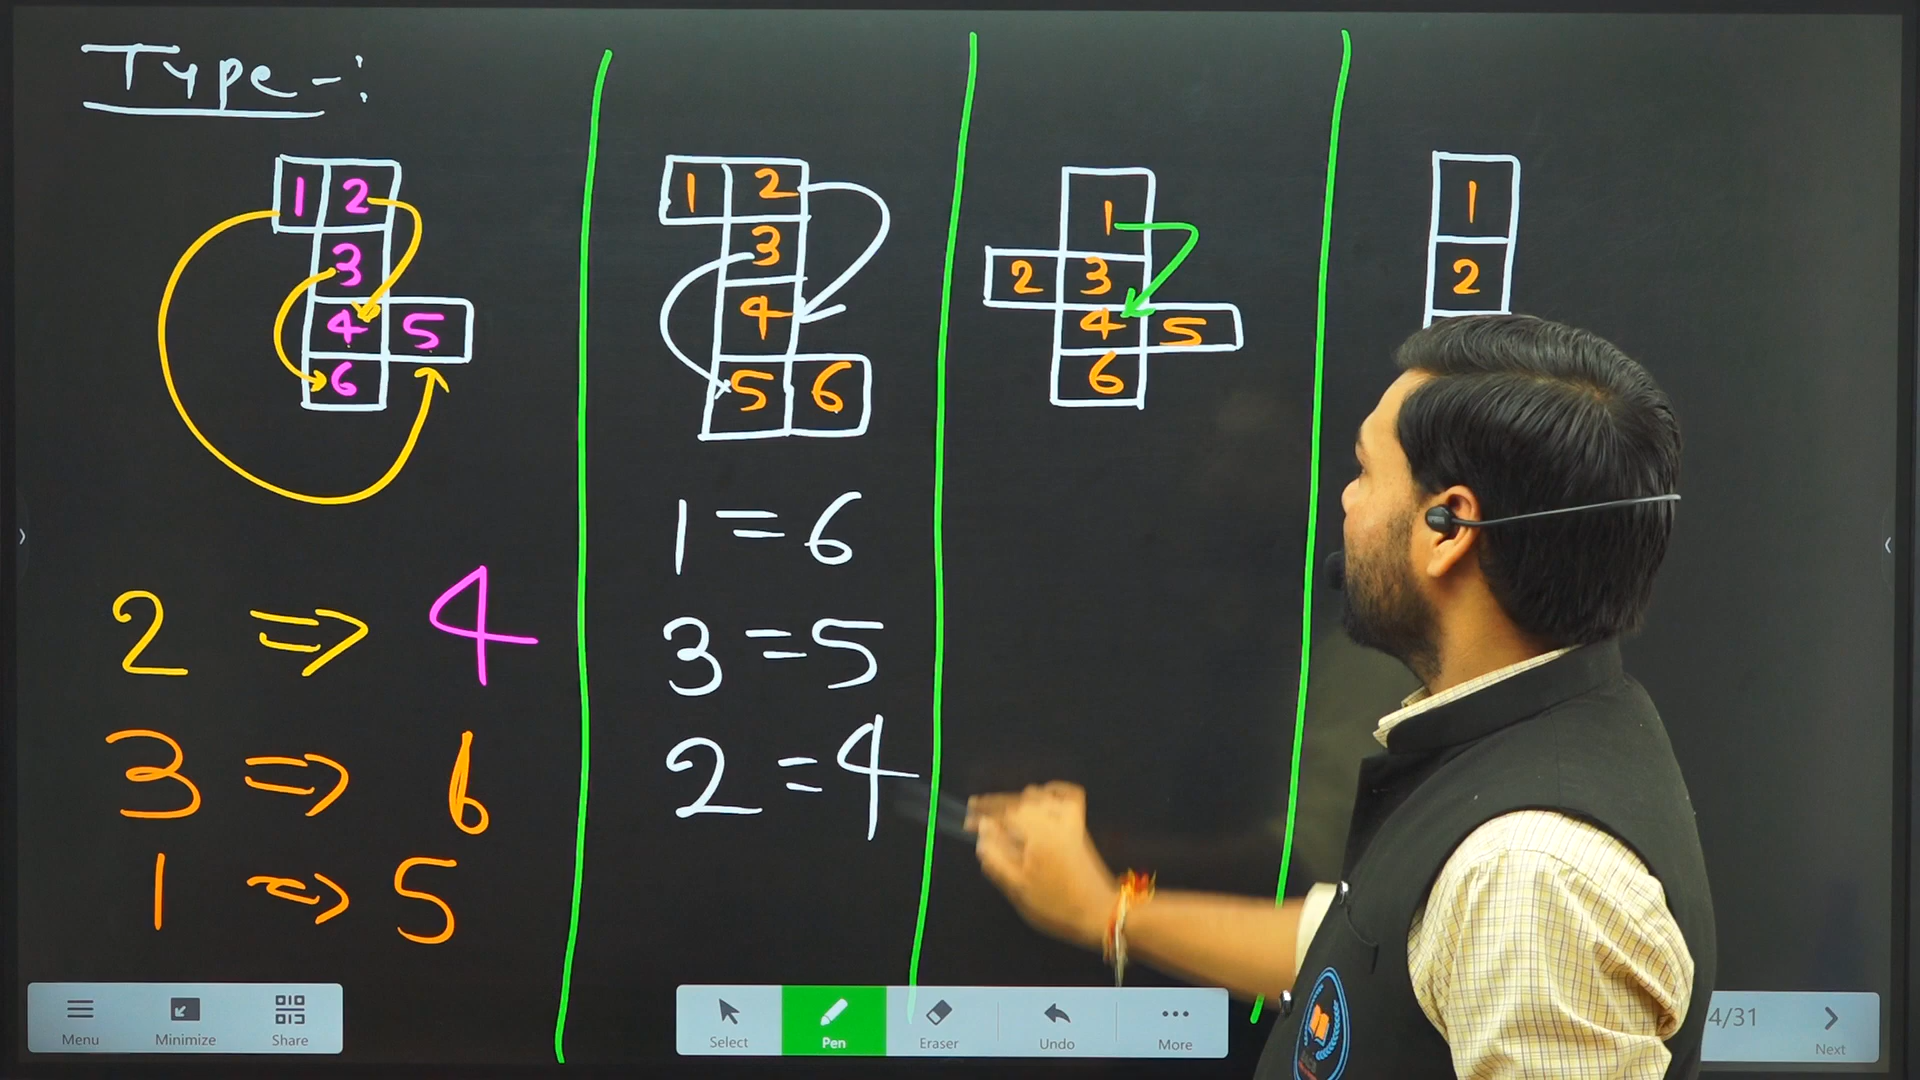 Type-:
1 2
3
4 5
6
2 ⇒ 4
3 ⇒ 6
1 ⇒ 5
1 2
3
4
5 6
1 = 6
3 = 5
2 = 4
1
2 3
4 5
6
1
2
Menu
Minimize
Share
Select
Pen
Eraser
Undo
More
4/31
Next